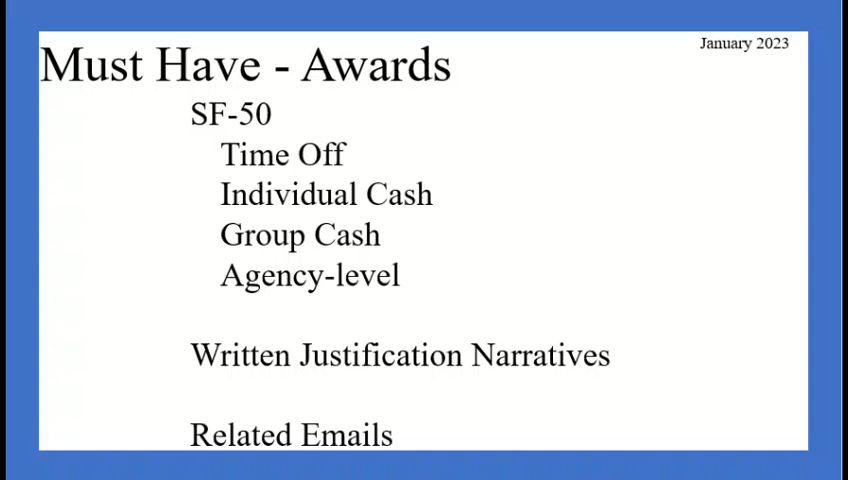 January 2023
Must Have - Awards
SF-50
Time Off
Individual Cash
Group Cash
Agency-level
Written Justification Narratives
Related Emails